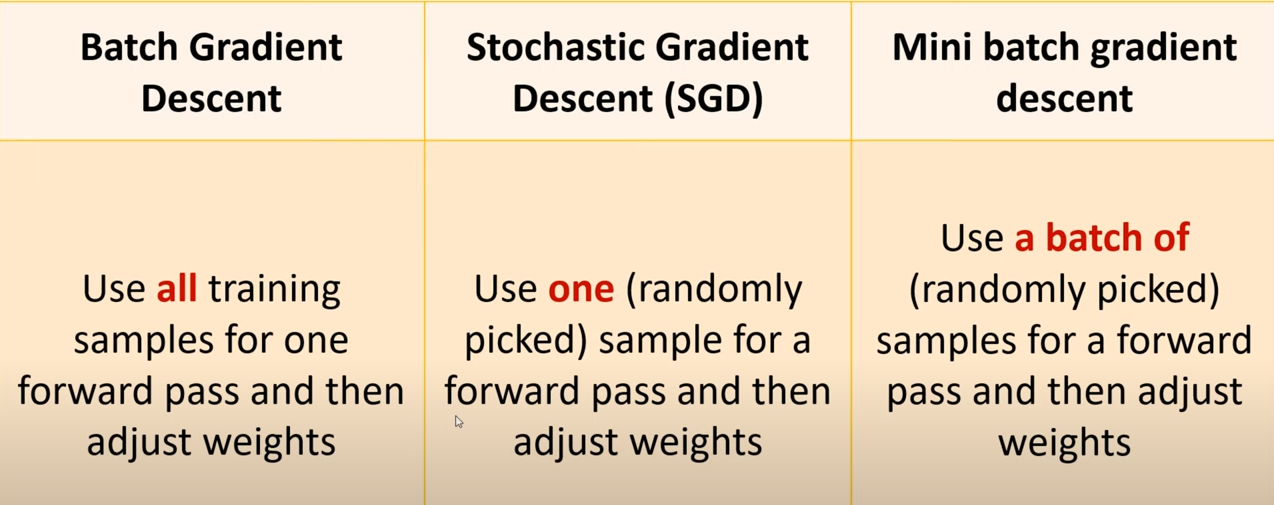 Batch Gradient
Descent
Stochastic Gradient
Descent (SGD)
Mini batch gradient
descent
Use all training
samples for one
forward pass and then
adjust weights
Use one (randomly
picked) sample for a
forward pass and then
adjust weights
Use a batch of
(randomly picked)
samples for a forward
pass and then adjust
weights